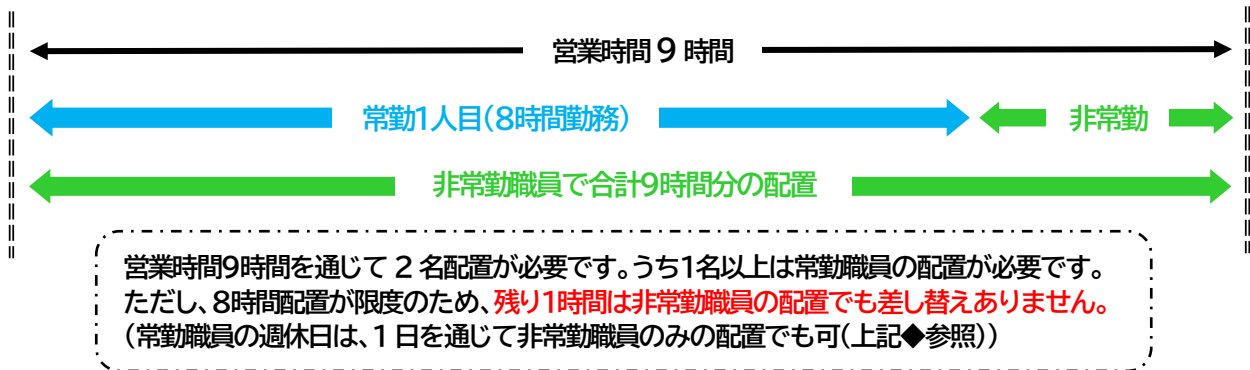 営業時間9時間
常勤1人目(8時間勤務)
非常勤
非常勤職員で合計9時間分の配置
営業時間9時間を通じて 2 名配置が必要です。うち1名以上は常勤職員の配置が必要です。
ただし、8時間配置が限度のため、残り1時間は非常勤職員の配置でも差し替えありません。
(常勤職員の週休日は、1日を通じて非常勤職員のみの配置でも可(上記◆参照))